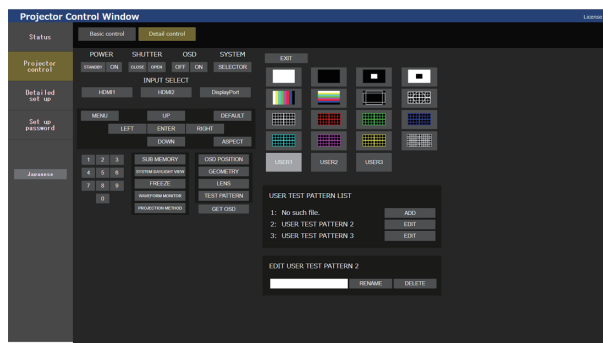 Projector Control Window
License
Status
Basic control
Detail control
Projector
control
Detailed
set up
Set up
password
Japanese
POWER SHUTTER OSD SYSTEM
STANDBY ON CLOSE OPEN OFF ON SELECTOR
INPUT SELECT
HDMI1 HDMI2 DisplayPort
MENU UP DEFAULT
LEFT ENTER RIGHT
DOWN ASPECT
1 2 3 SUB MEMORY OSD POSITION
4 5 6 SYSTEM DAYLIGHT VIEW GEOMETRY
7 8 9 FREEZE LENS
0 WAVEFORM MONITOR TEST PATTERN
PROJECTION METHOD GET OSD
EXIT
USER1 USER2 USER3
USER TEST PATTERN LIST
1: No such file. ADD
2: USER TEST PATTERN 2 EDIT
3: USER TEST PATTERN 3 EDIT
EDIT USER TEST PATTERN 2
RENAME DELETE